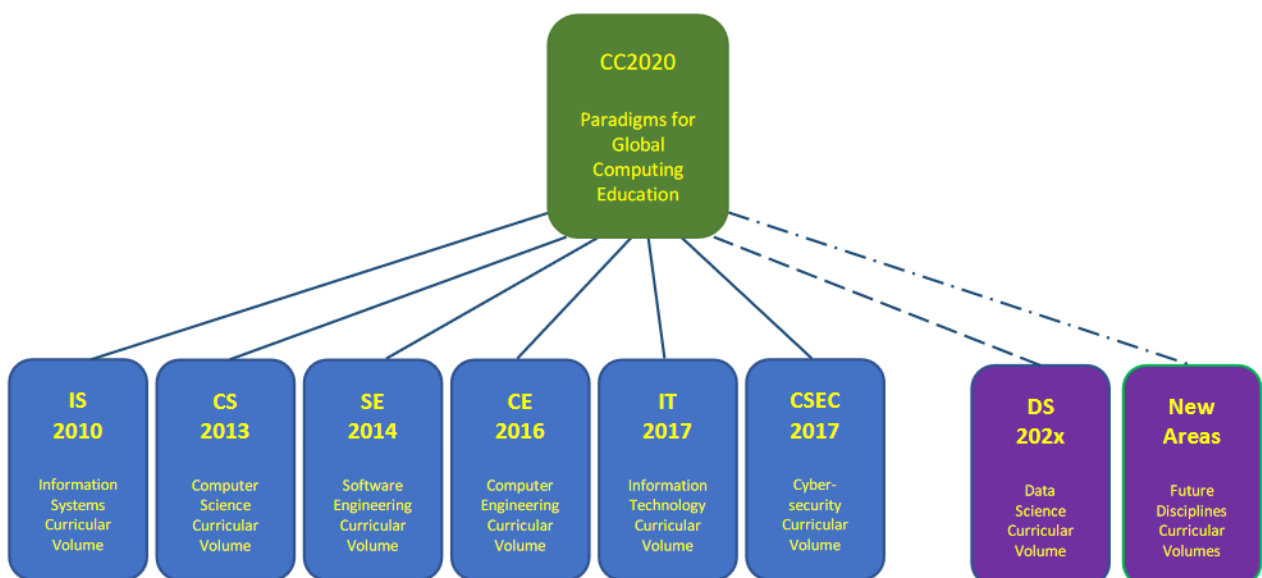 CC2020
Paradigms for
Global
Computing
Education
IS
2010
Information
Systems
Curricular
Volume
CS
2013
Computer
Science
Curricular
Volume
SE
2014
Software
Engineering
Curricular
Volume
CE
2016
Computer
Engineering
Curricular
Volume
IT
2017
Information
Technology
Curricular
Volume
CSEC
2017
Cyber-
security
Curricular
Volume
DS
202x
Data
Science
Curricular
Volume
New
Areas
Future
Disciplines
Curricular
Volumes